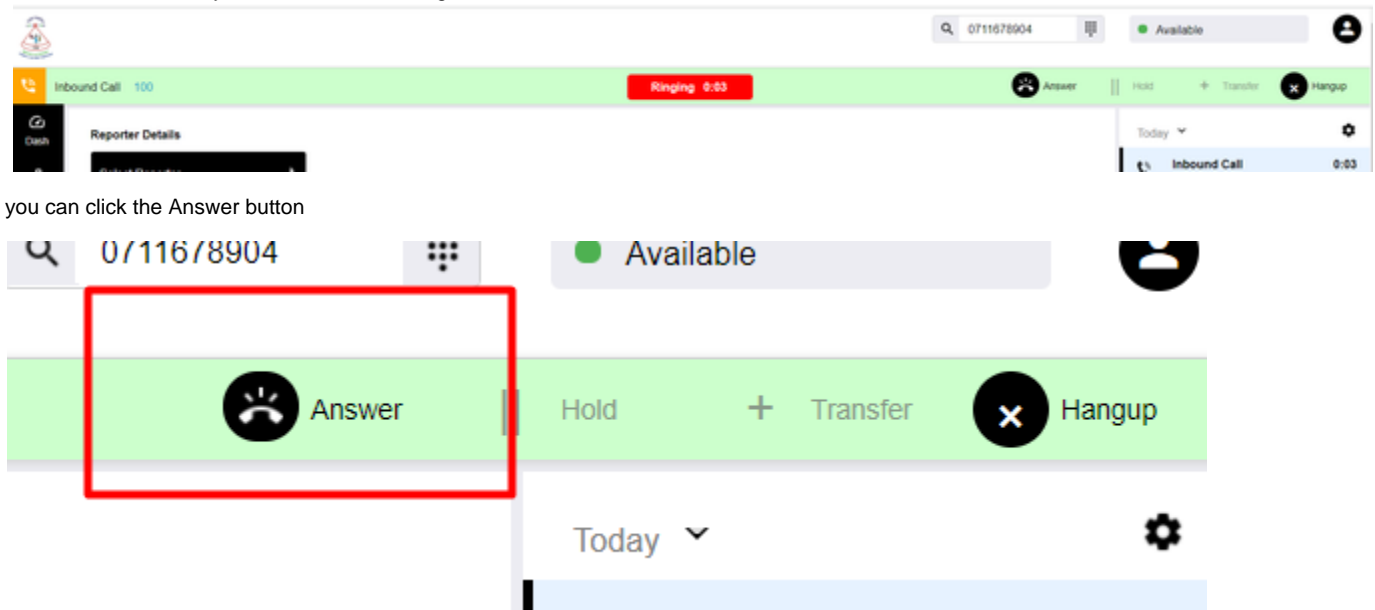 0711678904 Available
Inbound Call 100 Ringing 0:03 Answer || Hold + Transfer Hangup
Dash Reporter Details Today
Inbound Call 0:03
you can click the Answer button
0711678904 Available
Answer || Hold + Transfer Hangup
Today